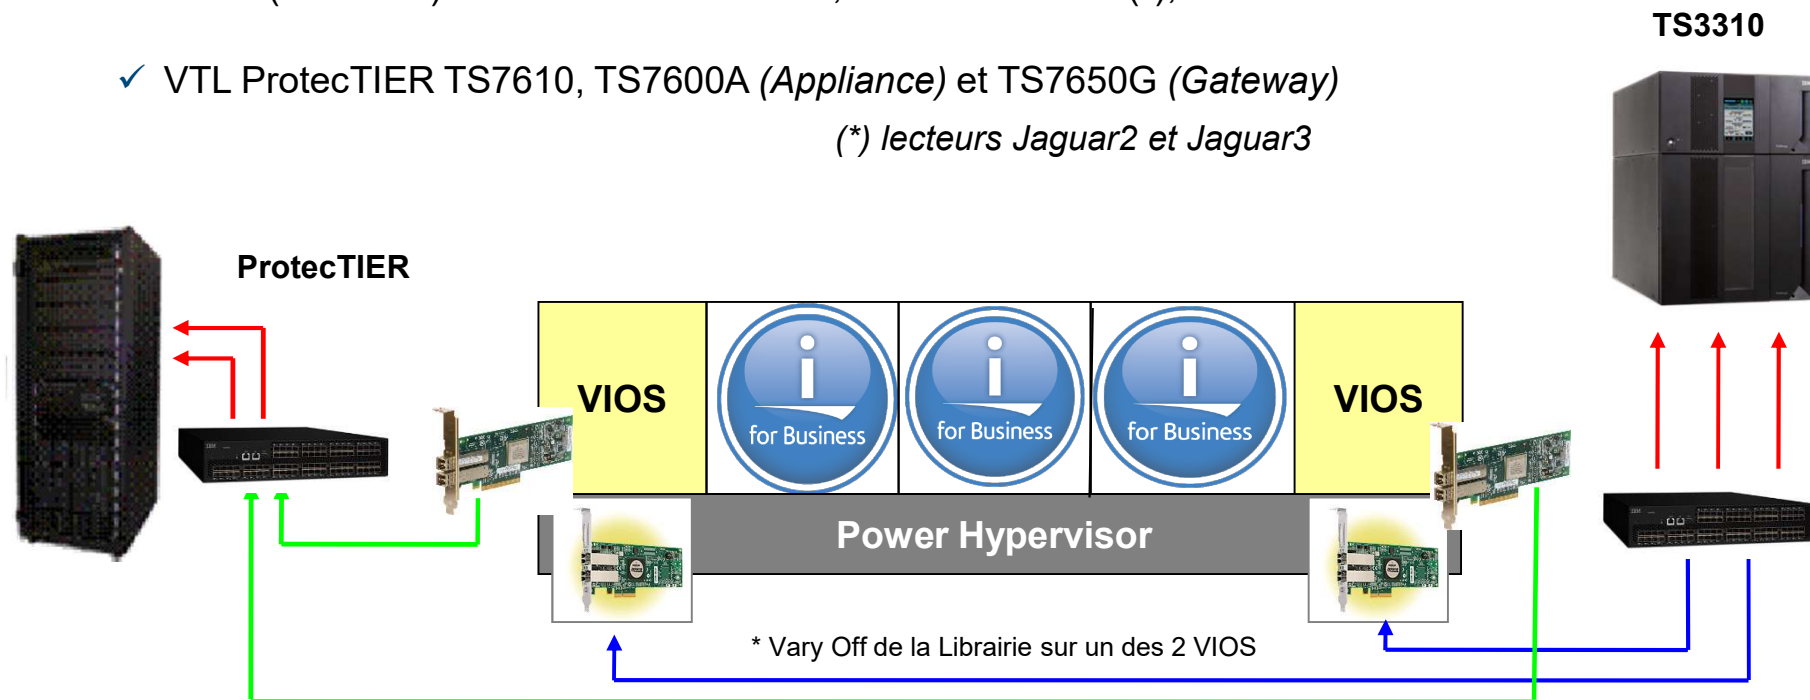 TS3310
✓ VTL ProtecTIER TS7610, TS7600A (Appliance) et TS7650G (Gateway)
(*) lecteurs Jaguar2 et Jaguar3
ProtecTIER
VIOS
i
for Business
i
for Business
i
for Business
VIOS
Power Hypervisor
* Vary Off de la Librairie sur un des 2 VIOS